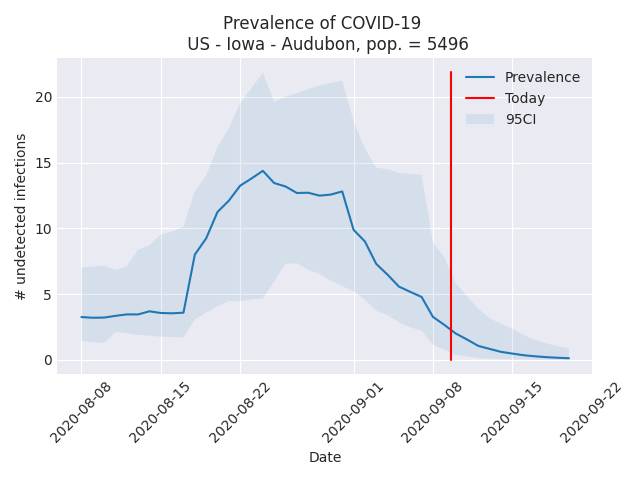 Prevalence of COVID-19
US - Iowa - Audubon, pop. = 5496
Prevalence
Today
95CI
# undetected infections
20
15
10
5
0
2020-08-08
2020-08-15
2020-08-22
2020-09-01
2020-09-08
2020-09-15
2020-09-22
Date